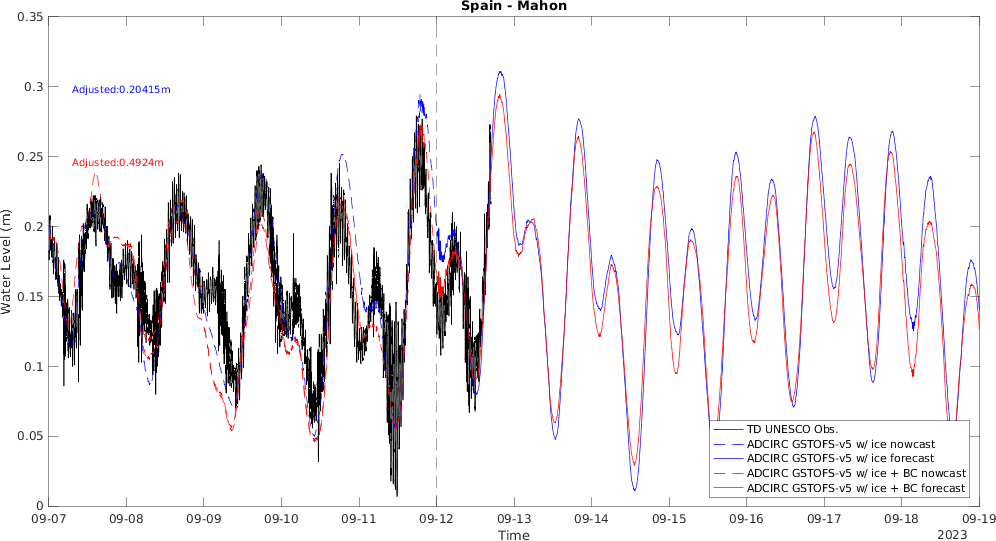 Spain - Mahon
0.35
0.3
0.25
0.2
0.15
0.1
0.05
0
Water Level (m)
Adjusted:0.20415m
Adjusted:0.4924m
TD UNESCO Obs.
ADCIRC GSTOFS-v5 w/ ice nowcast
ADCIRC GSTOFS-v5 w/ ice forecast
ADCIRC GSTOFS-v5 w/ ice + BC nowcast
ADCIRC GSTOFS-v5 w/ ice + BC forecast
09-07 09-08 09-09 09-10 09-11 09-12 09-13 09-14 09-15 09-16 09-17 09-18 09-19
Time
2023